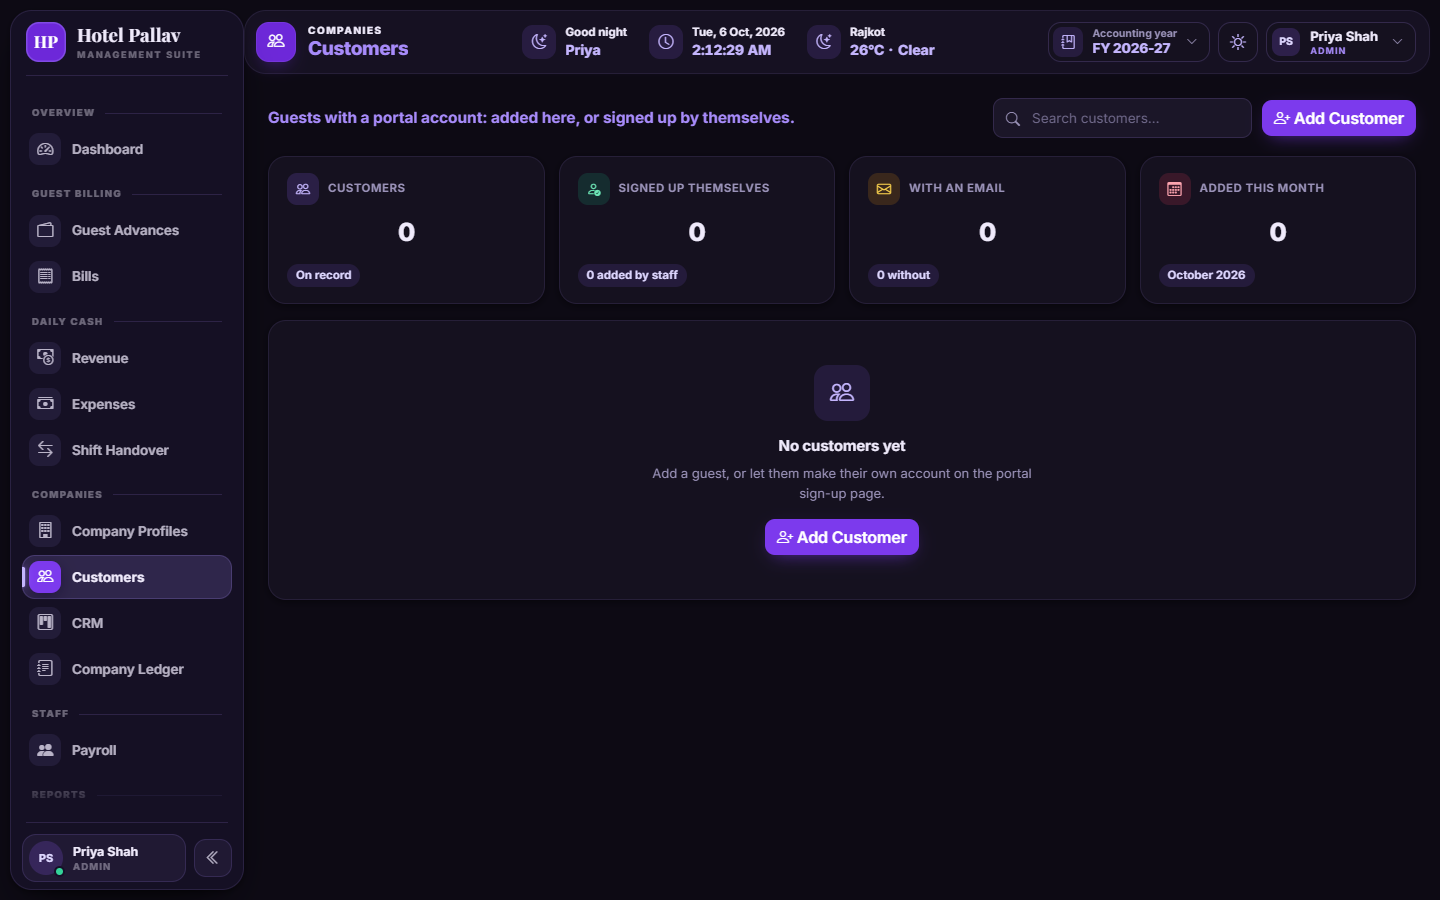 HP
Hotel Pallav
MANAGEMENT SUITE
OVERVIEW
Dashboard
GUEST BILLING
Guest Advances
Bills
DAILY CASH
Revenue
Expenses
Shift Handover
COMPANIES
Company Profiles
Customers
CRM
Company Ledger
STAFF
Payroll
REPORTS
PS
Priya Shah
ADMIN
COMPANIES
Customers
Good night
Priya
Tue, 6 Oct, 2026
2:12:29 AM
Rajkot
26°C · Clear
Accounting year
FY 2026-27
PS
Priya Shah
ADMIN
Guests with a portal account: added here, or signed up by themselves.
Search customers...
Add Customer
CUSTOMERS
0
On record
SIGNED UP THEMSELVES
0
0 added by staff
WITH AN EMAIL
0
0 without
ADDED THIS MONTH
0
October 2026
No customers yet
Add a guest, or let them make their own account on the portal
sign-up page.
Add Customer